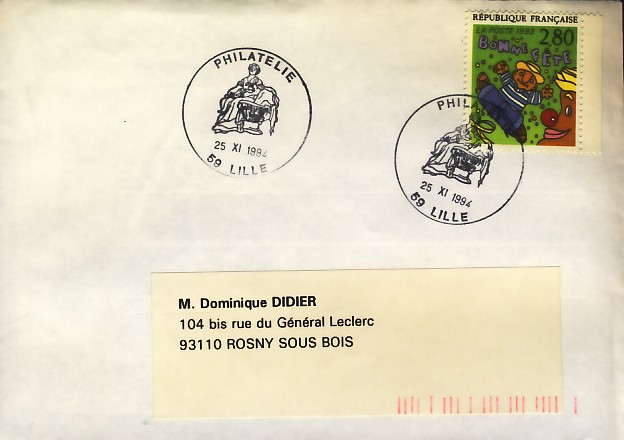 RÉPUBLIQUE FRANÇAISE
LA POSTE 1993
2,80
BONNE FÊTE
PHILATELIE
25 XI 1994
59 LILLE
PHIL
25 XI 1994
59 LILLE
M. Dominique DIDIER
104 bis rue du Général Leclerc
93110 ROSNY SOUS BOIS